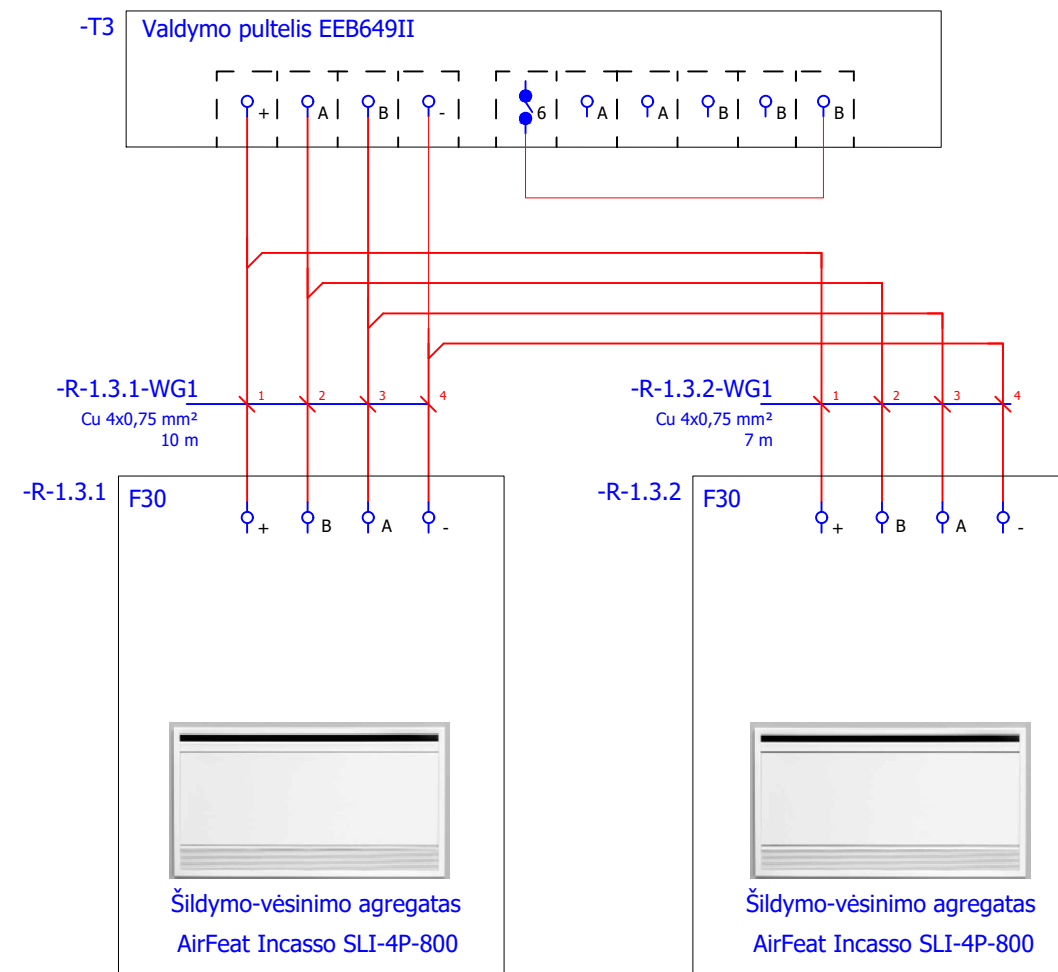 -T3 Valdymo pultelis EEB649II
+ A B - 6 A A B B B
-R-1.3.1-WG1 1 2 3 4
Cu 4x0,75 mm²
10 m
-R-1.3.2-WG1 1 2 3 4
Cu 4x0,75 mm²
7 m
-R-1.3.1 F30
+ B A -
-R-1.3.2 F30
+ B A -
Šildymo-vėsinimo agregatas
AirFeat Incasso SLI-4P-800
Šildymo-vėsinimo agregatas
AirFeat Incasso SLI-4P-800